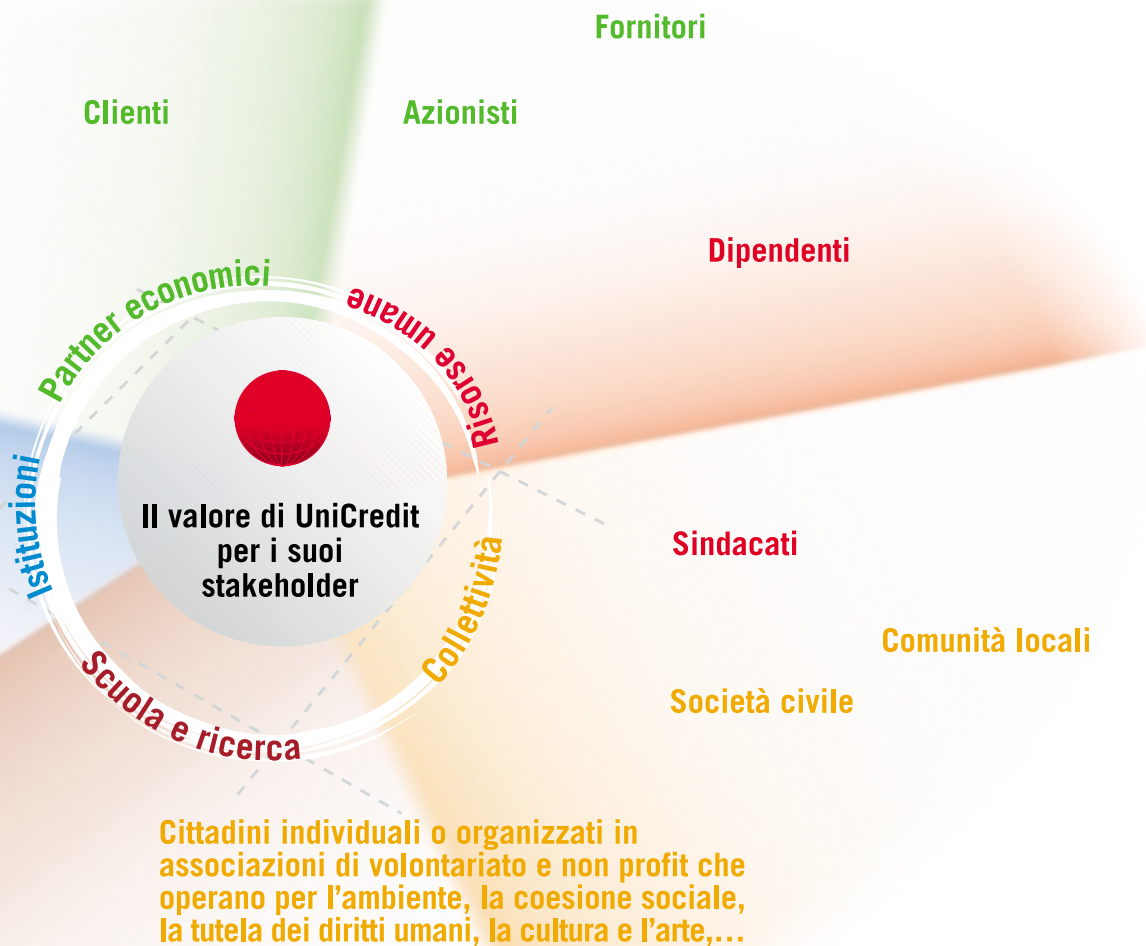 Fornitori
Clienti
Azionisti
Dipendenti
Partner economici
Risorse umane
Istituzioni
Il valore di UniCredit
per i suoi
stakeholder
Collettività
Scuola e ricerca
Sindacati
Comunità locali
Società civile
Cittadini individuali o organizzati in
associazioni di volontariato e non profit che
operano per l’ambiente, la coesione sociale,
la tutela dei diritti umani, la cultura e l’arte,…